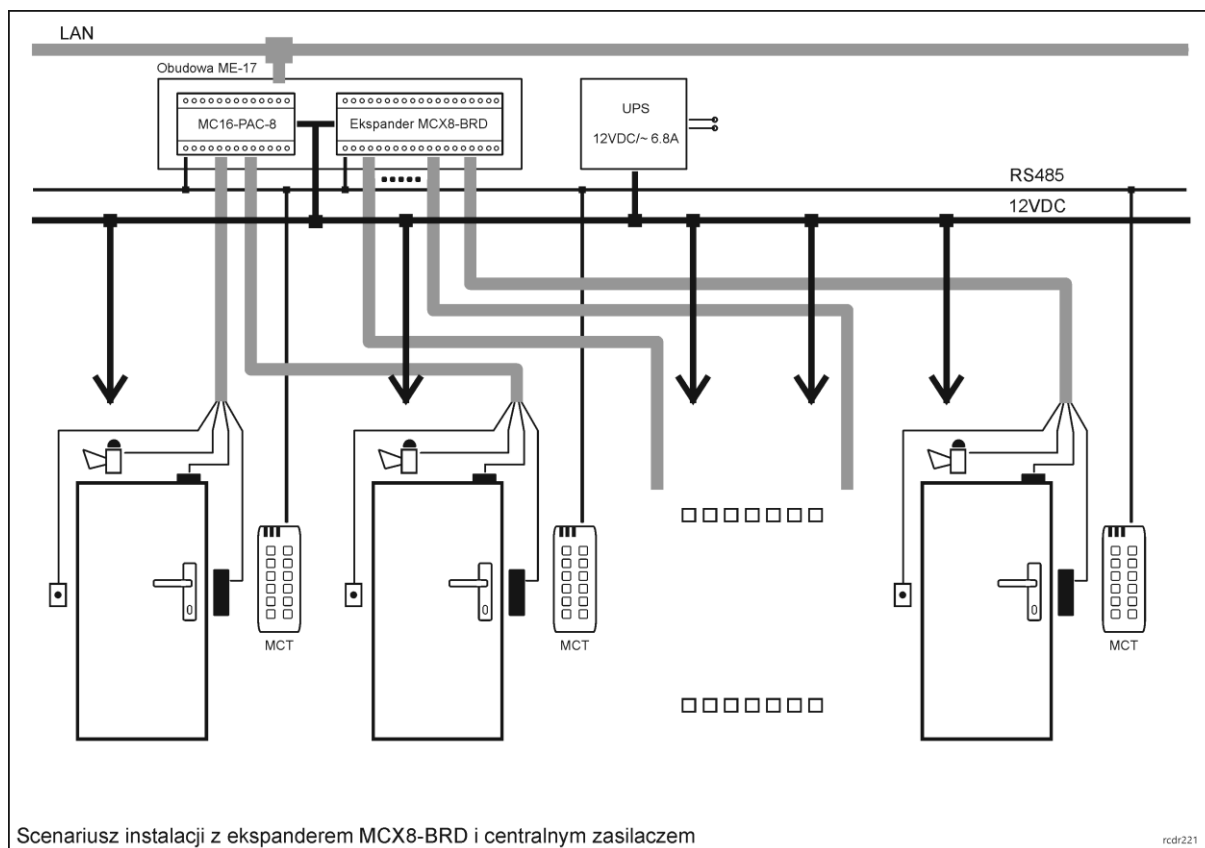 LAN
Obudowa ME-17
MC16-PAC-8
Ekspander MCX8-BRD
UPS
12VDC/~ 6.8A
RS485
12VDC
MCT
MCT
MCT
Scenariusz instalacji z ekspanderem MCX8-BRD i centralnym zasilaczem
rcdr221